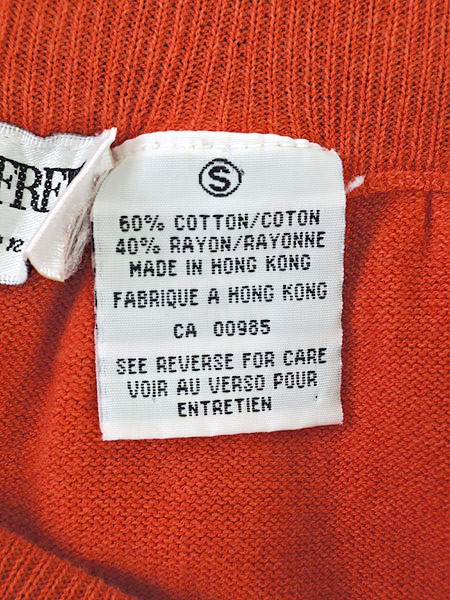 S
60% COTTON/COTON
40% RAYON/RAYONNE
MADE IN HONG KONG
FABRIQUE A HONG KONG
CA 00985
SEE REVERSE FOR CARE
VOIR AU VERSO POUR
ENTRETIEN